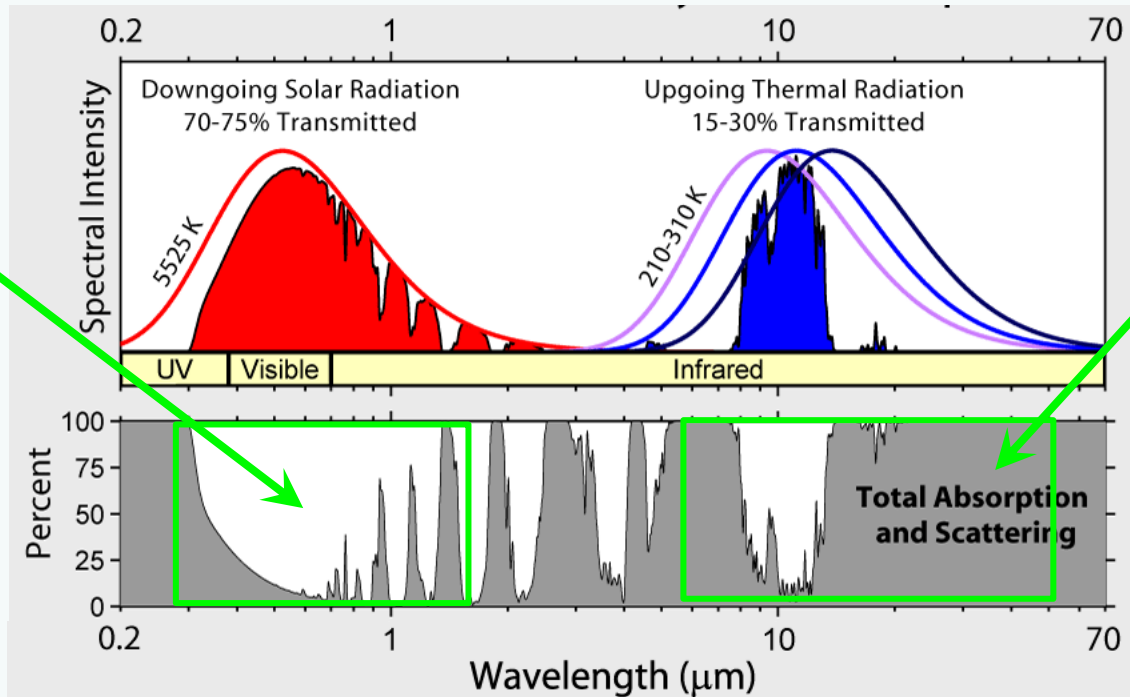 0.2 1 10 70
Downgoing Solar Radiation
70-75% Transmitted
Upgoing Thermal Radiation
15-30% Transmitted
Spectral Intensity
5525 K
210-310 K
UV Visible Infrared
Percent
100
75
50
25
0
Total Absorption
and Scattering
0.2 1 10 70
Wavelength (μm)